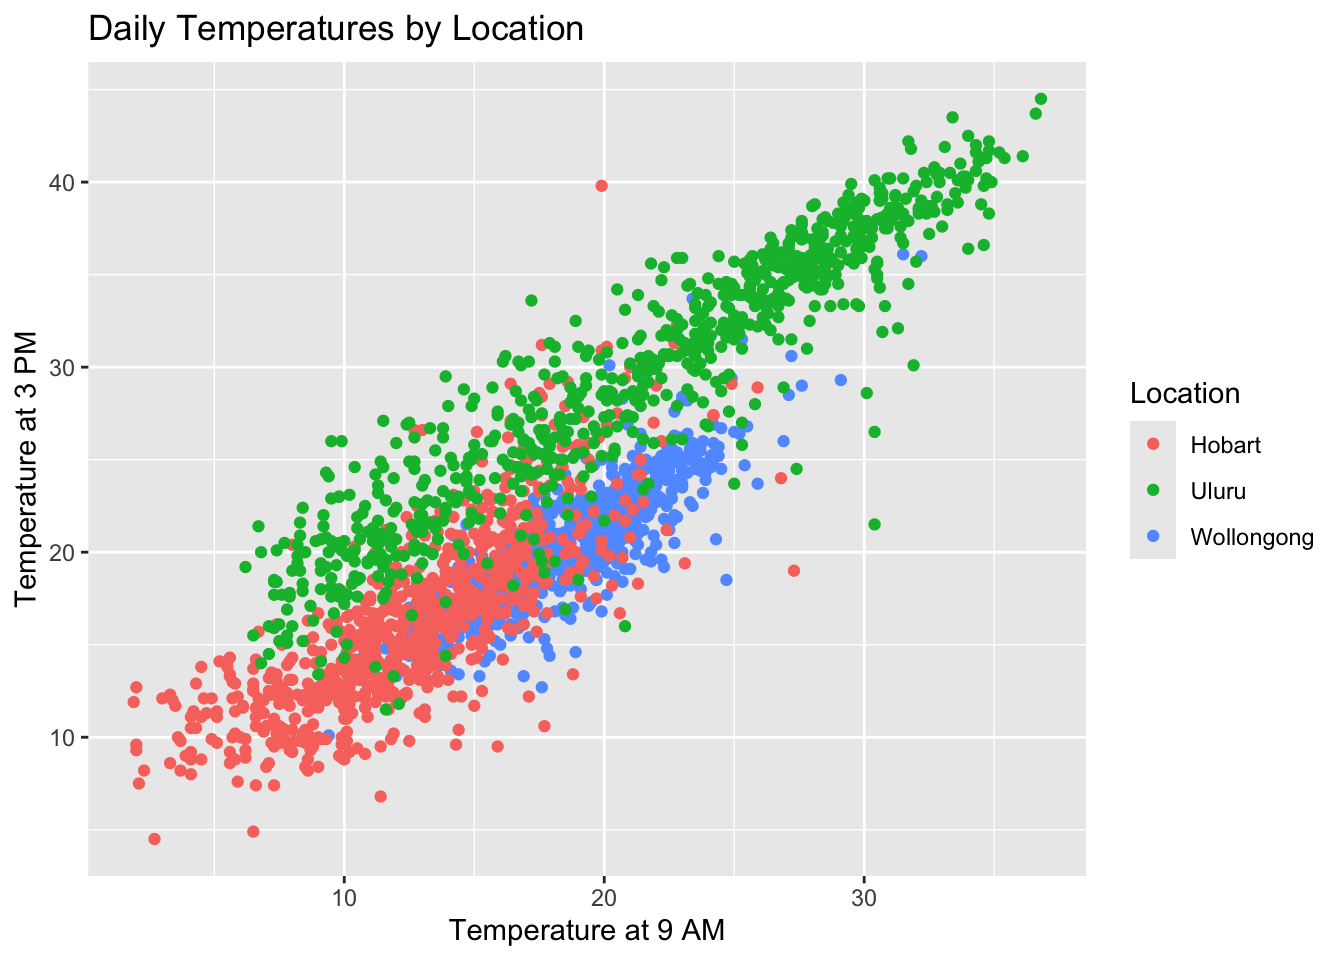 Daily Temperatures by Location
Temperature at 3 PM
40
30
20
10
10 20 30
Temperature at 9 AM
Location
Hobart
Uluru
Wollongong